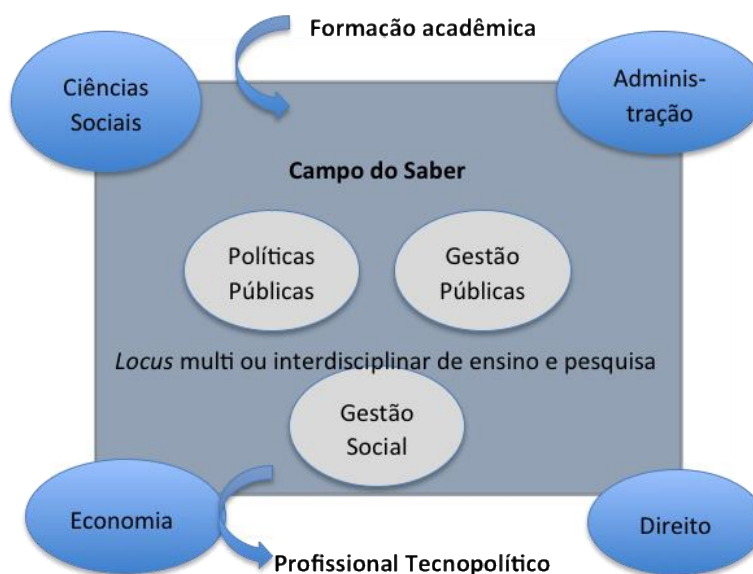 Formacão acadêmica
Ciências
Sociais
Adminis-
tração
Campo do Saber
Políticas
Públicas
Gestão
Públicas
Locus multi ou interdisciplinar de ensino e pesquisa
Gestão
Social
Economia
Direito
Profissional Tecnopolítico